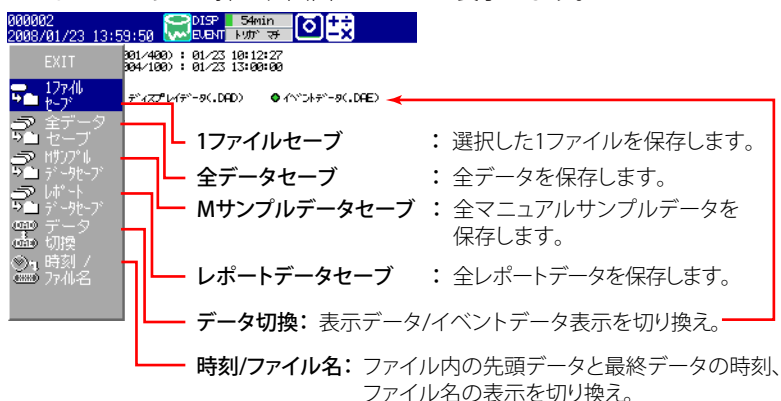 000002
2008/01/23 13:59:50
DISP 54min
EVENT トリガ マチ
EXIT
001/400) : 01/23 10:12:27
004/100) : 01/23 13:00:00
1ファイル
セーブ
ディスプレイデータ(.DAD) イベントデータ(.DAE)
全データ
セーブ
Mサンプル
データセーブ
レポート
データセーブ
データ
切換
時刻 /
ファイル名
1ファイルセーブ : 選択した1ファイルを保存します。
全データセーブ : 全データを保存します。
Mサンプルデータセーブ : 全マニュアルサンプルデータを
保存します。
レポートデータセーブ : 全レポートデータを保存します。
データ切換: 表示データ/イベントデータ表示を切り換え。
時刻/ファイル名: ファイル内の先頭データと最終データの時刻、
ファイル名の表示を切り換え。